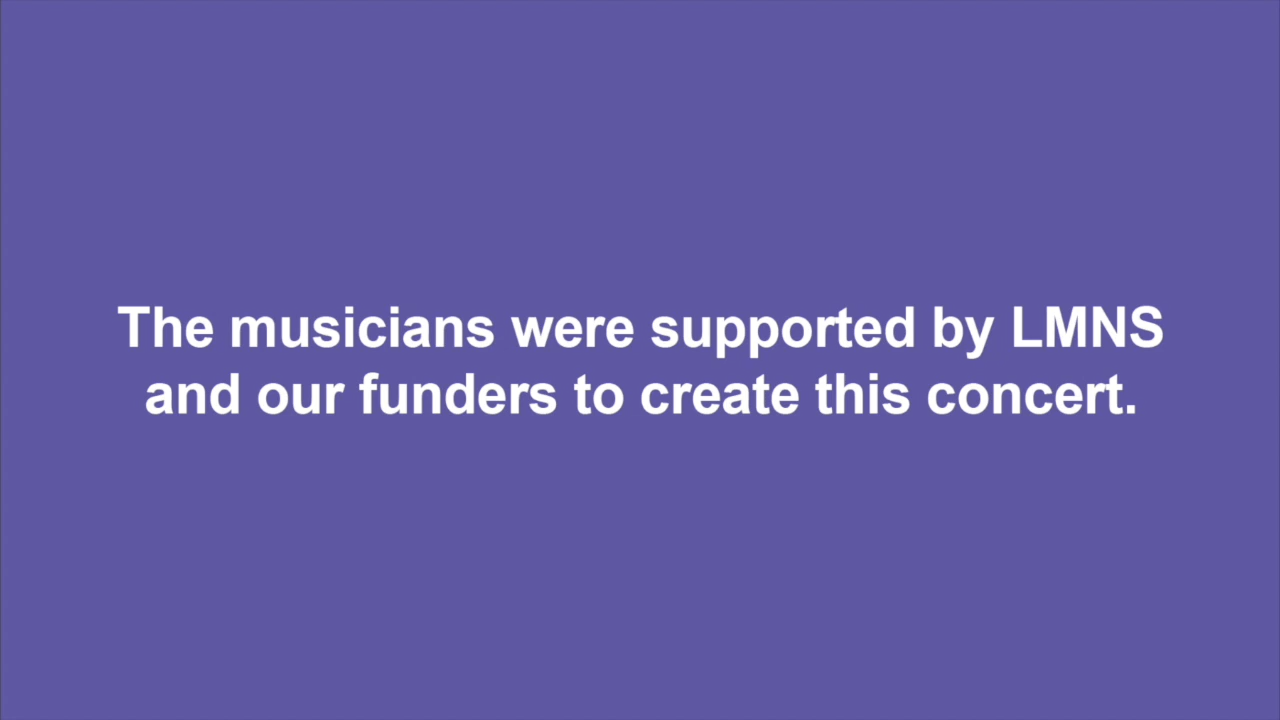 The musicians were supported by LMNS
and our funders to create this concert.